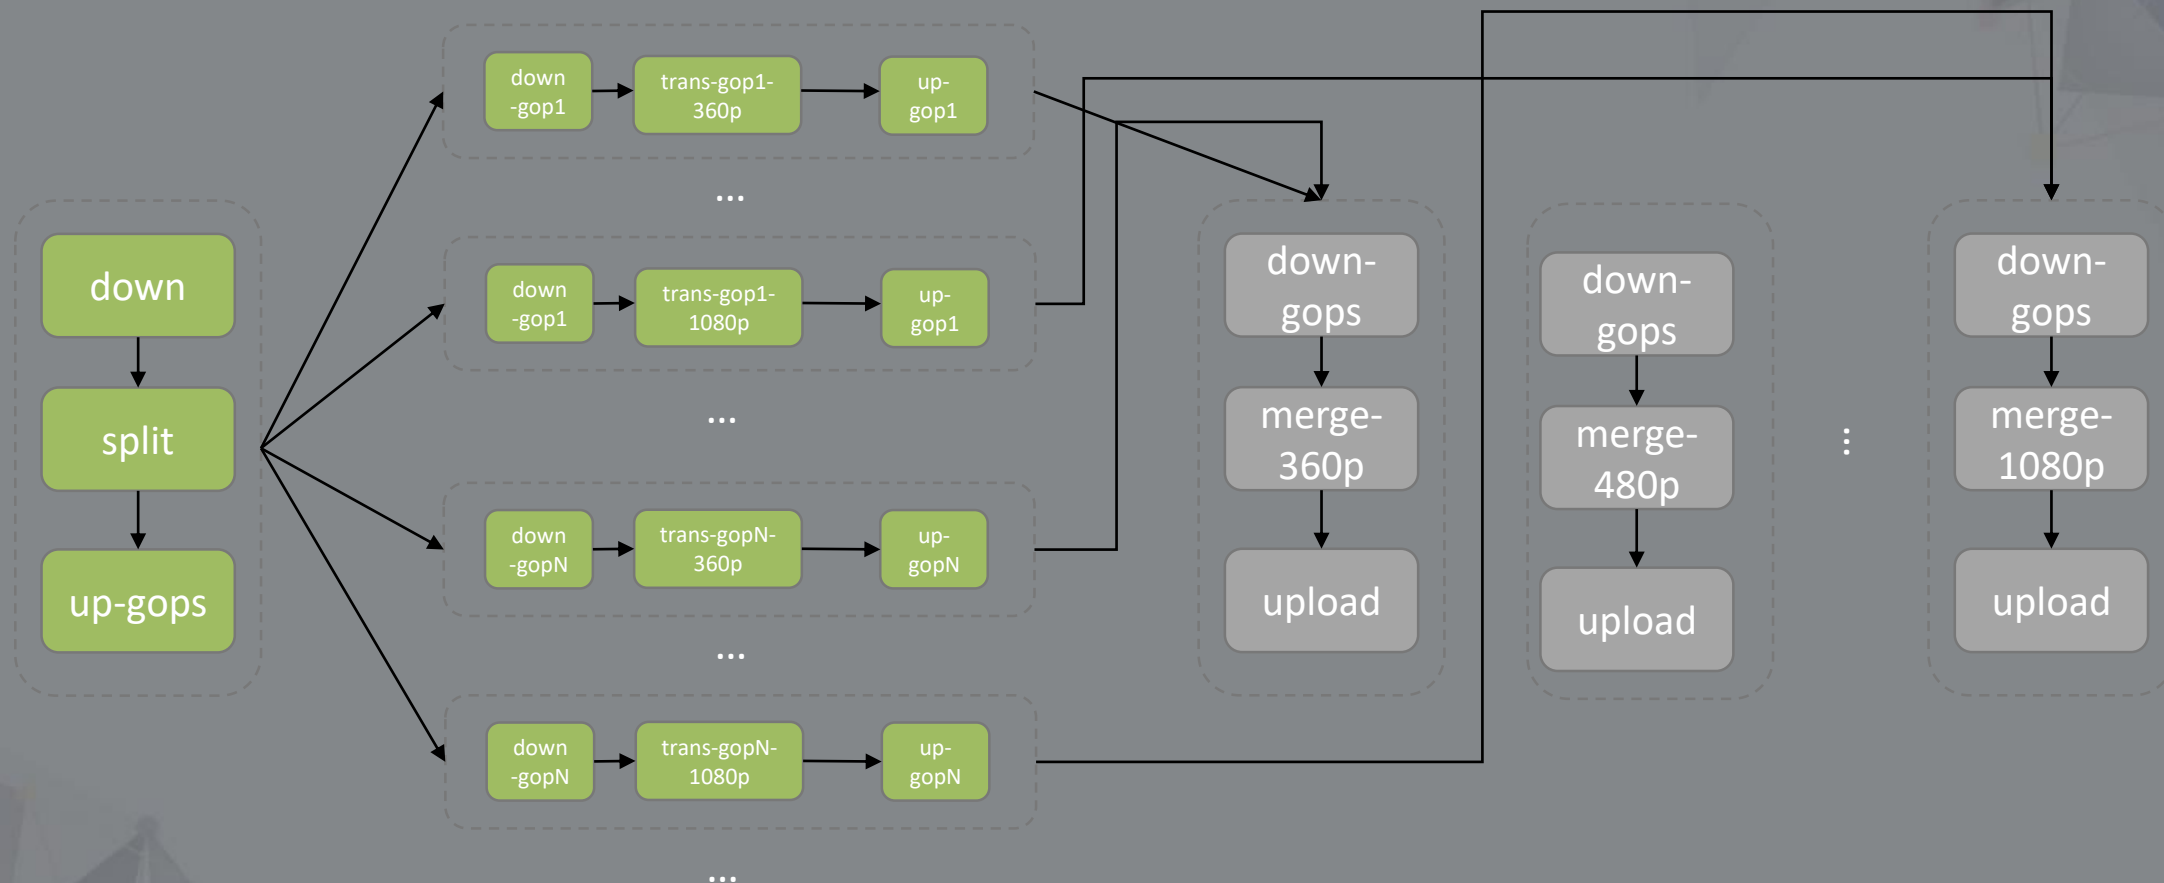 down
split
up-gops
down
-gop1
trans-gop1-
360p
up-
gop1
...
down
-gop1
trans-gop1-
1080p
up-
gop1
...
down
-gopN
trans-gopN-
360p
up-
gopN
...
down
-gopN
trans-gopN-
1080p
up-
gopN
...
down-
gops
merge-
360p
upload
down-
gops
merge-
480p
upload
...
down-
gops
merge-
1080p
upload